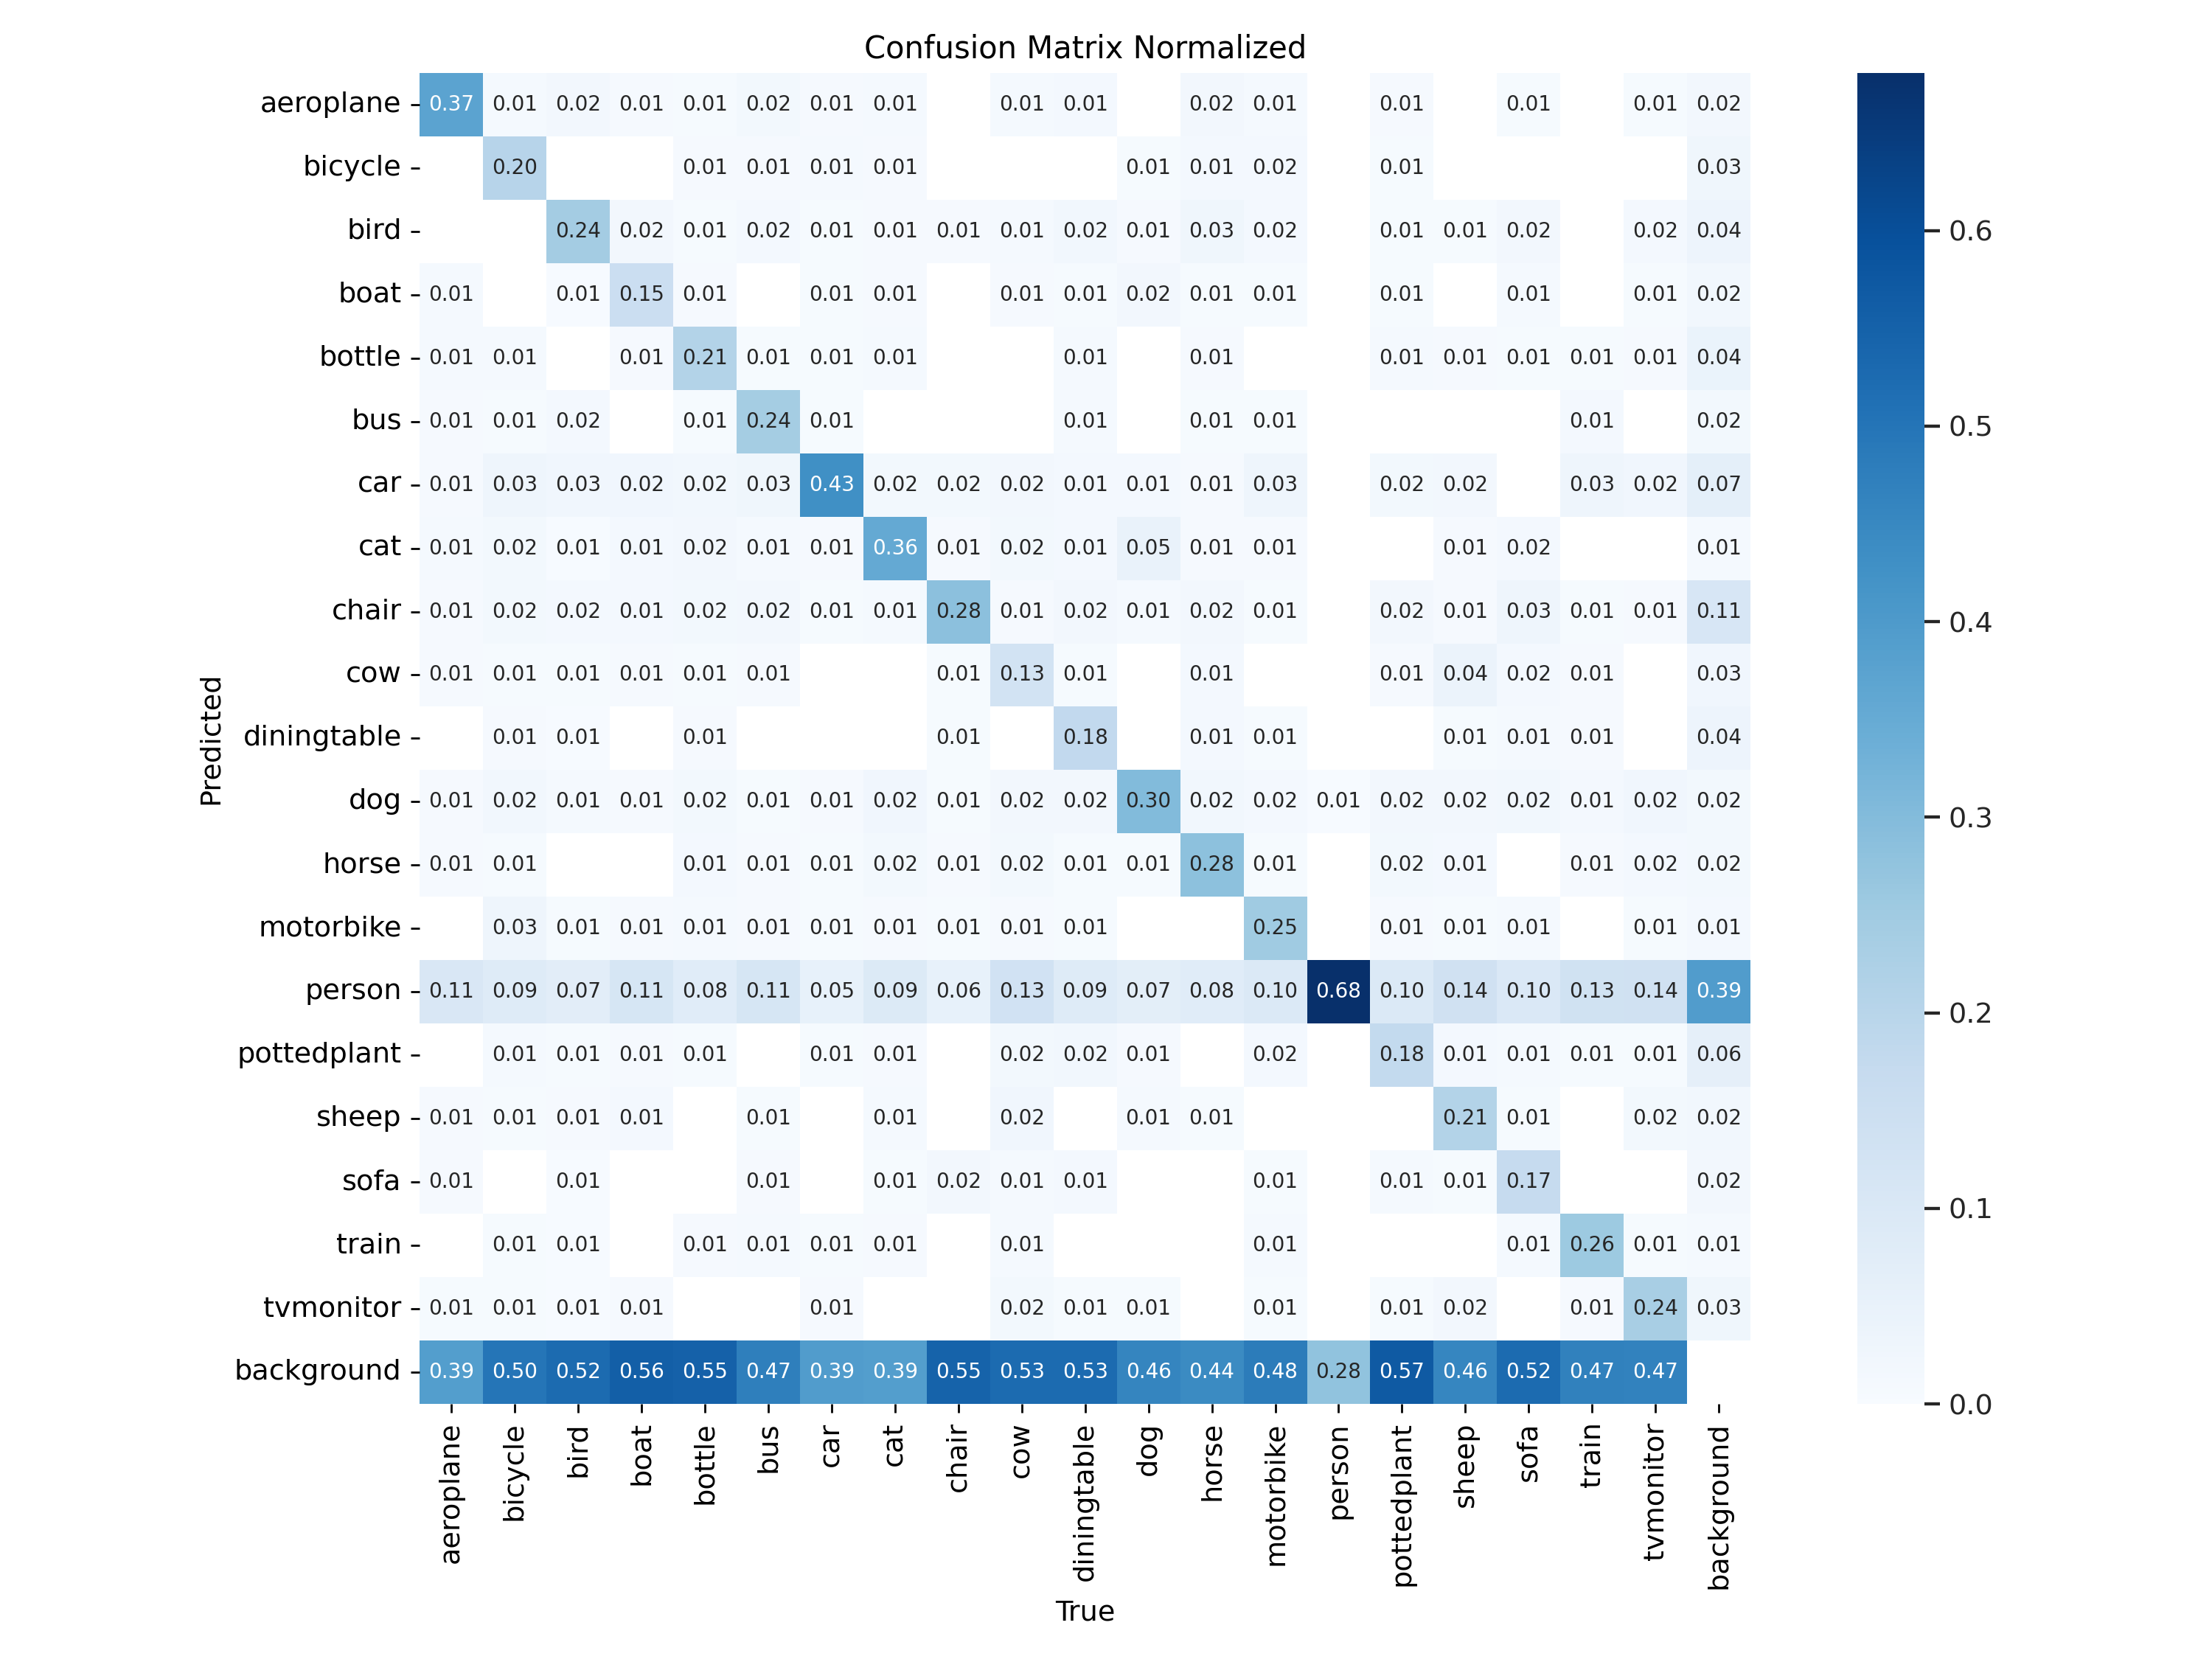 Confusion Matrix Normalized
aeroplane 0.37 0.01 0.02 0.01 0.01 0.02 0.01 0.01 0.01 0.01 0.02 0.01 0.01 0.01 0.01 0.02
bicycle 0.20 0.01 0.01 0.01 0.01 0.01 0.01 0.02 0.01 0.03
bird 0.24 0.02 0.01 0.02 0.01 0.01 0.01 0.01 0.02 0.01 0.03 0.02 0.01 0.01 0.02 0.02 0.04
boat 0.01 0.01 0.15 0.01 0.01 0.01 0.01 0.01 0.02 0.01 0.01 0.01 0.01 0.01 0.02
bottle 0.01 0.01 0.01 0.21 0.01 0.01 0.01 0.01 0.01 0.01 0.01 0.01 0.01 0.01 0.04
bus 0.01 0.01 0.02 0.01 0.24 0.01 0.01 0.01 0.01 0.01 0.02
car 0.01 0.03 0.03 0.02 0.02 0.03 0.43 0.02 0.02 0.02 0.01 0.01 0.01 0.03 0.02 0.02 0.03 0.02 0.07
cat 0.01 0.02 0.01 0.01 0.02 0.01 0.01 0.36 0.01 0.02 0.01 0.05 0.01 0.01 0.01 0.02 0.01
chair 0.01 0.02 0.02 0.01 0.02 0.02 0.01 0.01 0.28 0.01 0.02 0.01 0.02 0.01 0.02 0.01 0.03 0.01 0.01 0.11
cow 0.01 0.01 0.01 0.01 0.01 0.01 0.01 0.13 0.01 0.01 0.01 0.04 0.02 0.01 0.03
diningtable 0.01 0.01 0.01 0.01 0.18 0.01 0.01 0.01 0.01 0.01 0.04
dog 0.01 0.02 0.01 0.01 0.02 0.01 0.01 0.02 0.01 0.02 0.02 0.30 0.02 0.02 0.01 0.02 0.02 0.02 0.01 0.02 0.02
horse 0.01 0.01 0.01 0.01 0.01 0.02 0.01 0.02 0.01 0.01 0.28 0.01 0.02 0.01 0.01 0.02 0.02
motorbike 0.03 0.01 0.01 0.01 0.01 0.01 0.01 0.01 0.01 0.01 0.25 0.01 0.01 0.01 0.01 0.01
person 0.11 0.09 0.07 0.11 0.08 0.11 0.05 0.09 0.06 0.13 0.09 0.07 0.08 0.10 0.68 0.10 0.14 0.10 0.13 0.14 0.39
pottedplant 0.01 0.01 0.01 0.01 0.01 0.01 0.02 0.02 0.01 0.02 0.18 0.01 0.01 0.01 0.01 0.06
sheep 0.01 0.01 0.01 0.01 0.01 0.01 0.02 0.01 0.01 0.21 0.01 0.02 0.02
sofa 0.01 0.01 0.01 0.01 0.02 0.01 0.01 0.01 0.01 0.01 0.17 0.02
train 0.01 0.01 0.01 0.01 0.01 0.01 0.01 0.01 0.01 0.26 0.01 0.01
tvmonitor 0.01 0.01 0.01 0.01 0.01 0.02 0.01 0.01 0.01 0.01 0.02 0.01 0.24 0.03
background 0.39 0.50 0.52 0.56 0.55 0.47 0.39 0.39 0.55 0.53 0.53 0.46 0.44 0.48 0.28 0.57 0.46 0.52 0.47 0.47
Predicted
aeroplane bicycle bird boat bottle bus car cat chair cow diningtable dog horse motorbike person pottedplant sheep sofa train tvmonitor background
True
0.6
0.5
0.4
0.3
0.2
0.1
0.0